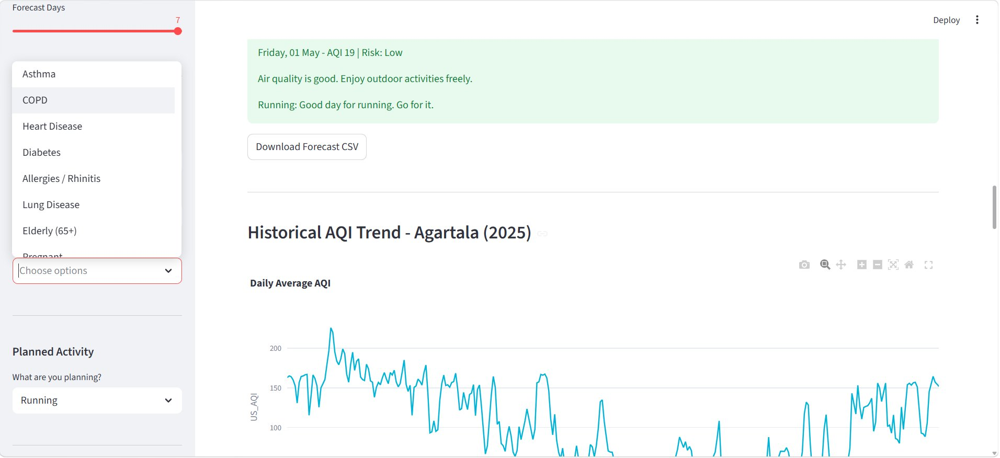 Forecast Days
7
Asthma
COPD
Heart Disease
Diabetes
Allergies / Rhinitis
Lung Disease
Elderly (65+)
Pregnant
Choose options
Planned Activity
What are you planning?
Running
Deploy
Friday, 01 May - AQI 19 | Risk: Low
Air quality is good. Enjoy outdoor activities freely.
Running: Good day for running. Go for it.
Download Forecast CSV
Historical AQI Trend - Agartala (2025)
Daily Average AQI
200
150
100
US_AQI